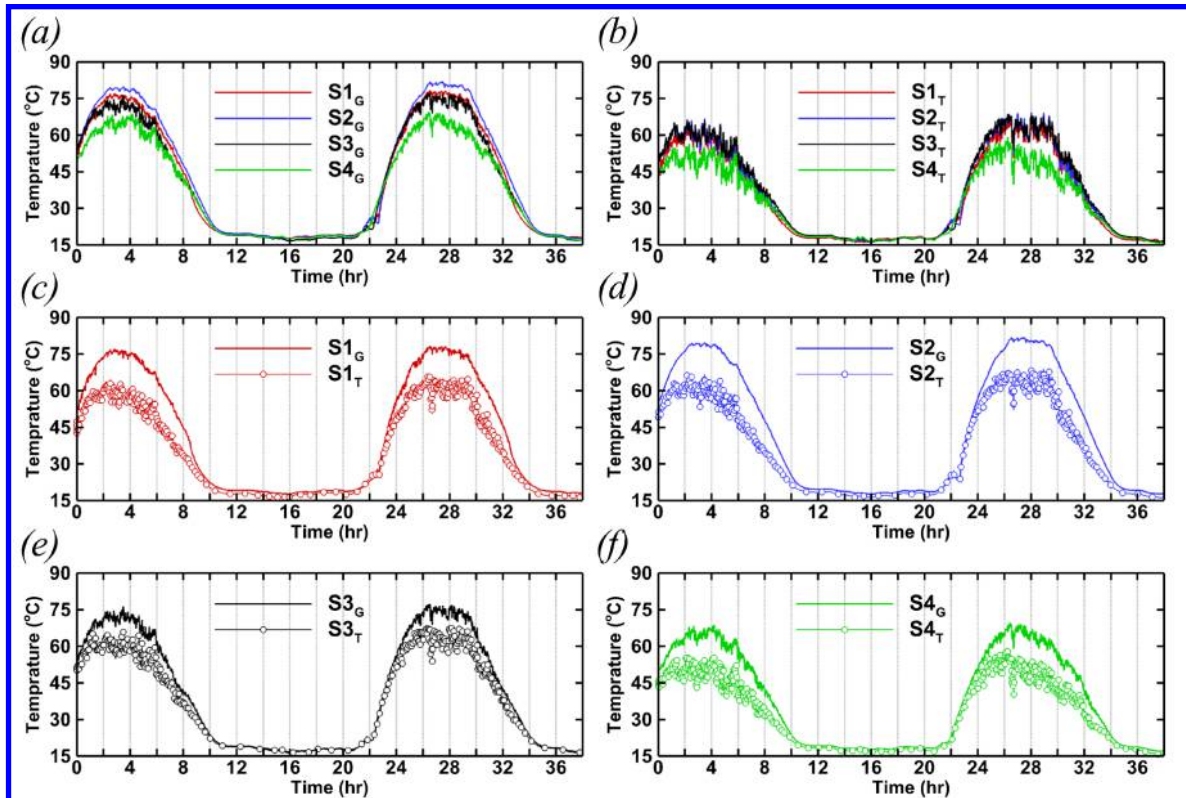 (a)
90
75
60
45
30
15
Temprature (°C)
S1G
S2G
S3G
S4G
0 4 8 12 16 20 24 28 32 36
Time (hr)
(b)
90
75
60
45
30
15
Temprature (°C)
S1T
S2T
S3T
S4T
0 4 8 12 16 20 24 28 32 36
Time (hr)
(c)
90
75
60
45
30
15
Temprature (°C)
S1G
S1T
0 4 8 12 16 20 24 28 32 36
Time (hr)
(d)
90
75
60
45
30
15
Temprature (°C)
S2G
S2T
0 4 8 12 16 20 24 28 32 36
Time (hr)
(e)
90
75
60
45
30
15
Temprature (°C)
S3G
S3T
0 4 8 12 16 20 24 28 32 36
Time (hr)
(f)
90
75
60
45
30
15
Temprature (°C)
S4G
S4T
0 4 8 12 16 20 24 28 32 36
Time (hr)